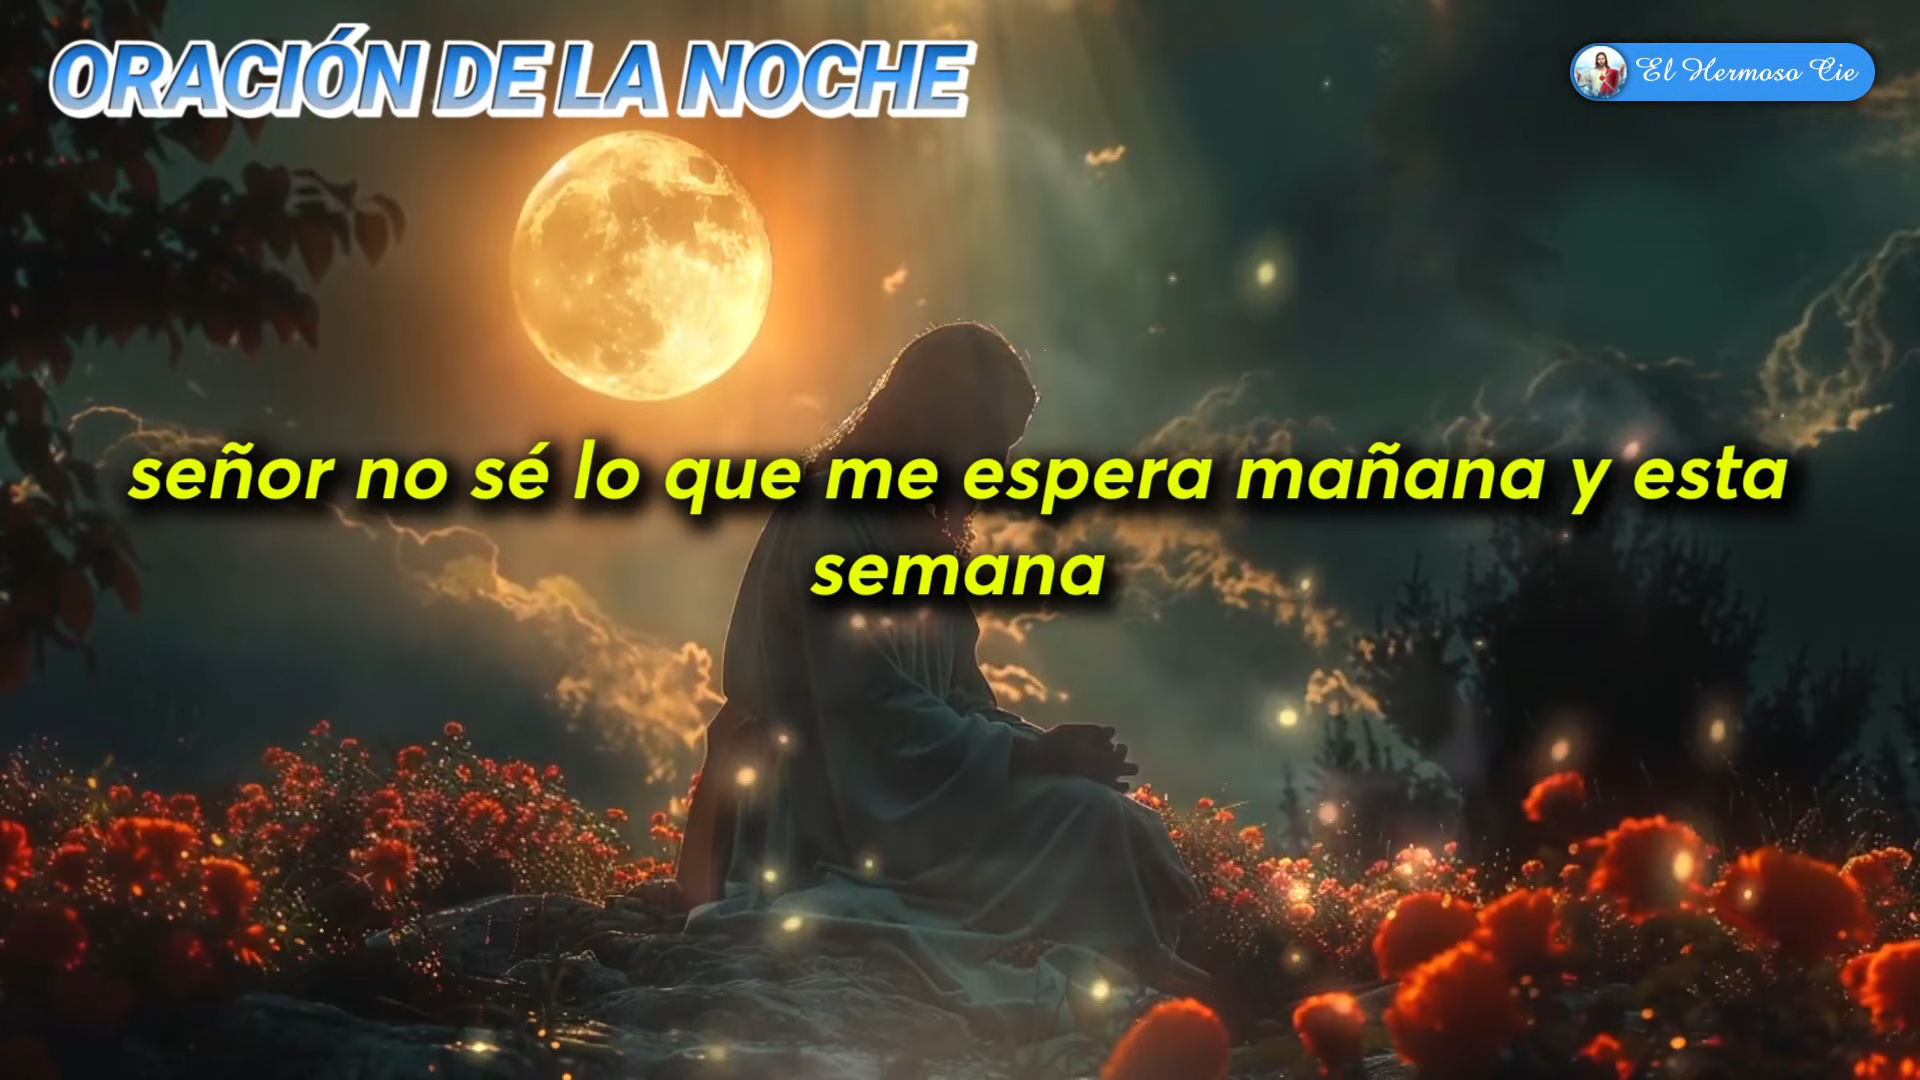 ORACIÓN DE LA NOCHE
El Hermoso Cie
señor no sé lo que me espera mañana y esta
semana